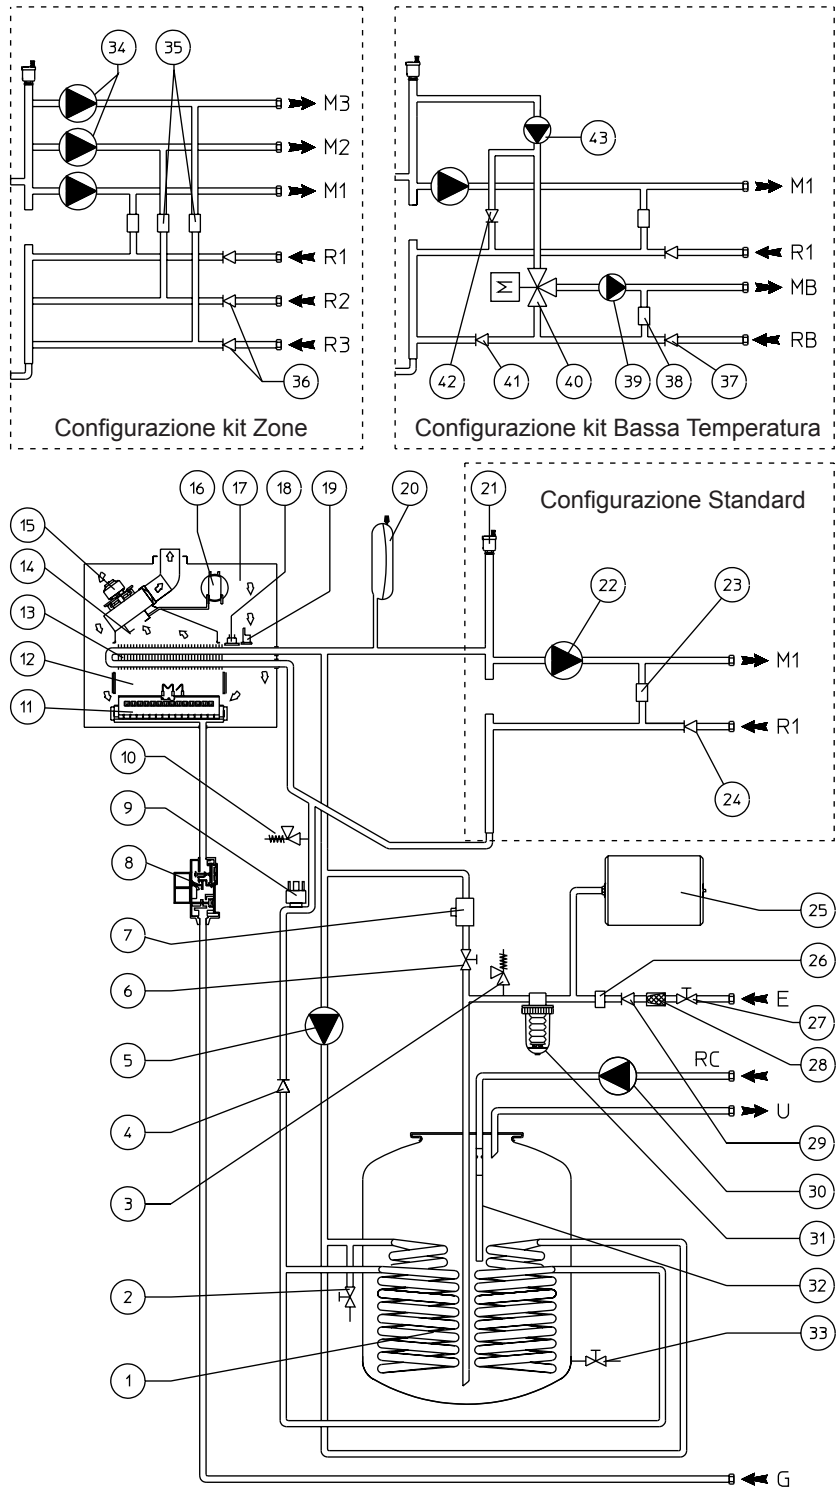 34
35
M3
M2
M1
R1
R2
R3
36
Configurazione kit Zone
43
M1
R1
MB
RB
M
42
41
40
39
38
37
Configurazione kit Bassa Temperatura
15
14
13
12
11
16
17
18
19
20
21
Configurazione Standard
22
23
M1
R1
24
10
9
8
7
6
5
4
3
2
1
25
26
E
27
28
RC
U
29
30
31
32
33
G